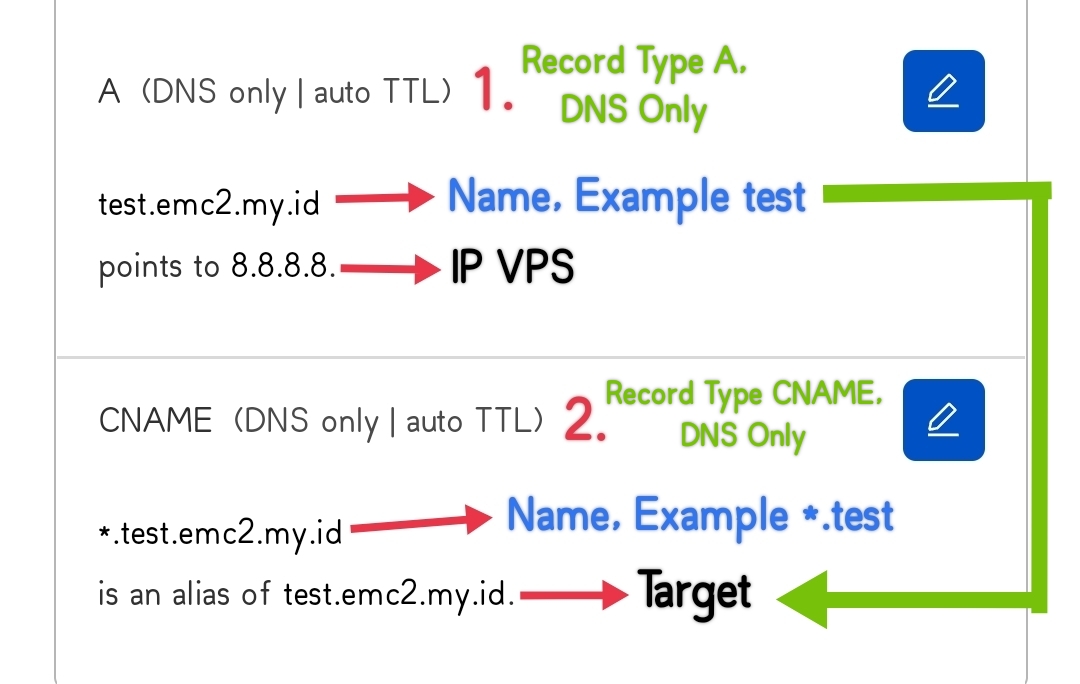 A (DNS only | auto TTL) 1. Record Type A.
DNS Only
test.emc2.my.id Name. Example test
points to 8.8.8.8. IP VPS
CNAME (DNS only | auto TTL) 2. Record Type CNAME.
DNS Only
*.test.emc2.my.id Name. Example *.test
is an alias of test.emc2.my.id. Target